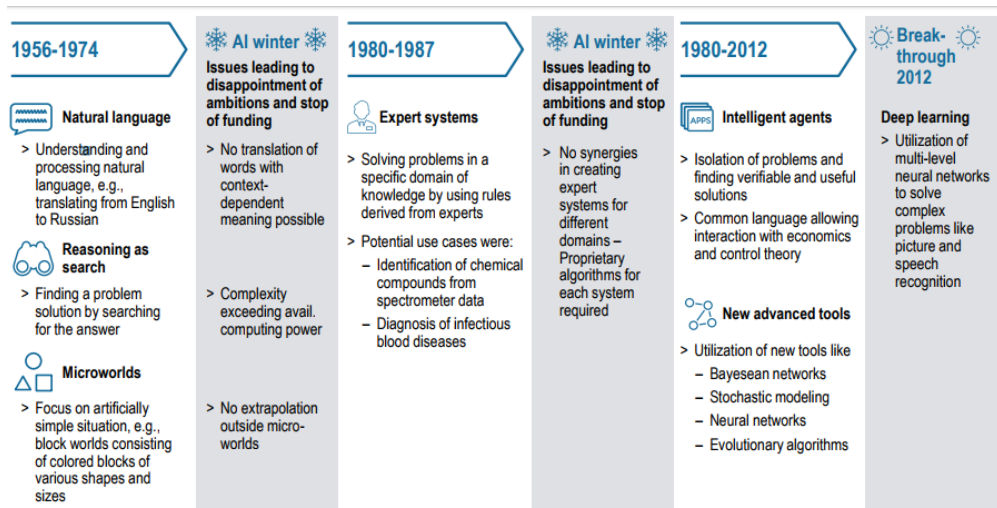 1956-1974
Natural language
> Understanding and
processing natural
language, e.g.,
translating from English
to Russian
Reasoning as
search
> Finding a problem
solution by searching
for the answer
Microworlds
> Focus on artificially
simple situation, e.g.,
block worlds consisting
of colored blocks of
various shapes and
sizes
AI winter
Issues leading to
disappointment of
ambitions and stop
of funding
> No translation of
words with
context-
dependent
meaning possible
> Complexity
exceeding avail.
computing power
> No extrapolation
outside micro-
worlds
1980-1987
Expert systems
> Solving problems in a
specific domain of
knowledge by using rules
derived from experts
> Potential use cases were:
– Identification of chemical
compounds from
spectrometer data
– Diagnosis of infectious
blood diseases
AI winter
Issues leading to
disappointment of
ambitions and stop
of funding
> No synergies
in creating
expert
systems for
different
domains –
Proprietary
algorithms for
each system
required
1980-2012
APPS
Intelligent agents
> Isolation of problems and
finding verifiable and useful
solutions
> Common language allowing
interaction with economics
and control theory
New advanced tools
> Utilization of new tools like
– Bayesean networks
– Stochastic modeling
– Neural networks
– Evolutionary algorithms
Break-
through
2012
Deep learning
> Utilization of
multi-level
neural networks
to solve
complex
problems like
picture and
speech
recognition